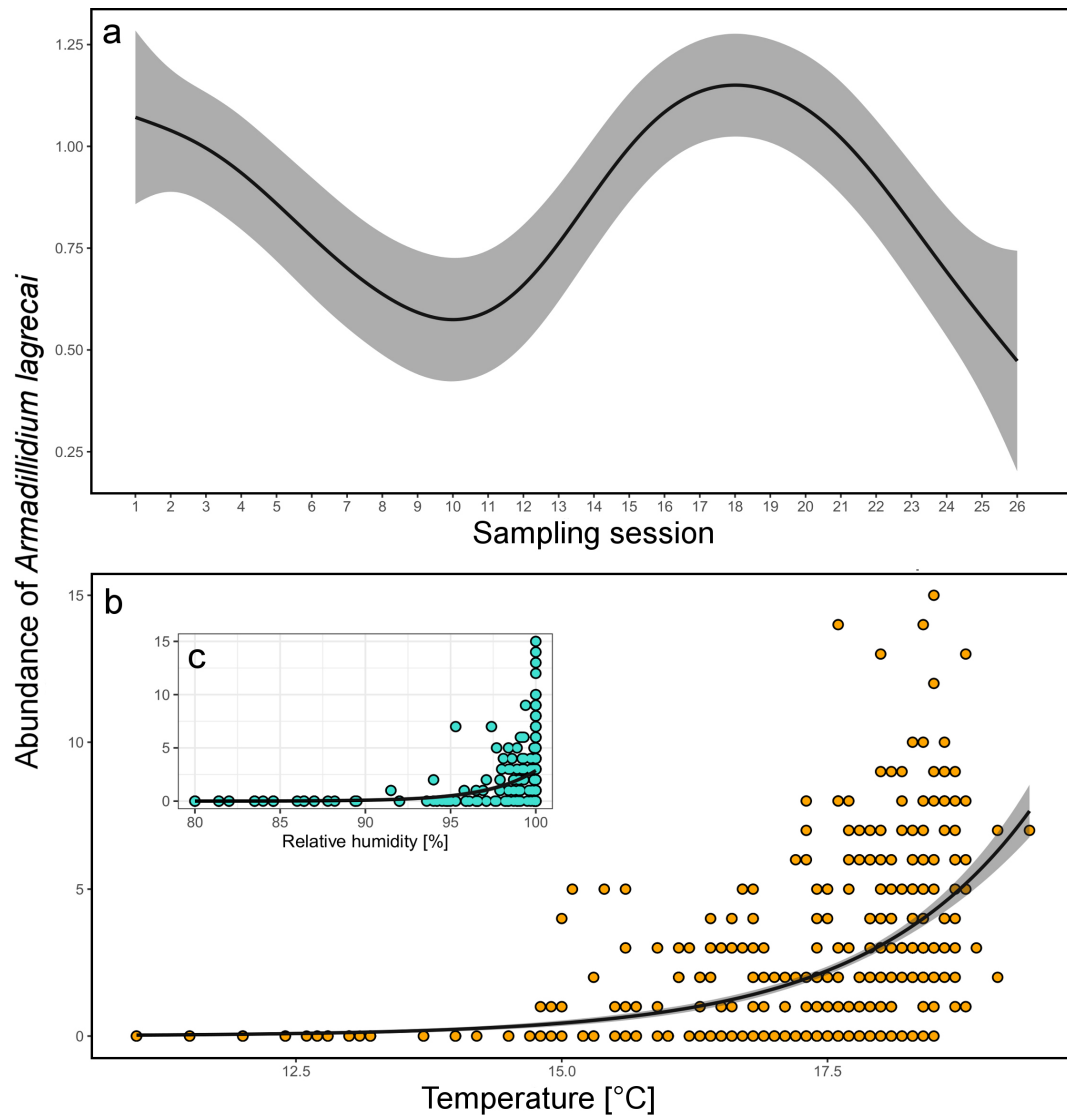 a
1.25
1.00
0.75
0.50
0.25
1 2 3 4 5 6 7 8 9 10 11 12 13 14 15 16 17 18 19 20 21 22 23 24 25 26
Sampling session
Abundance of Armadillidium lagrecai
b
15
10
5
0
c
15
10
5
0
80 85 90 95 100
Relative humidity [%]
12.5 15.0 17.5
Temperature [°C]